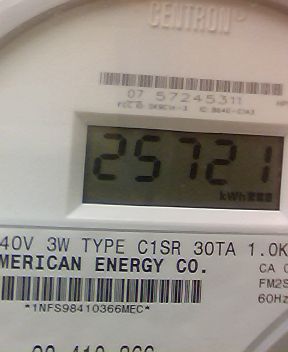 CENTRON
07 57245311
25721
kWh
40V 3W TYPE C1SR 30TA 1.0K
MERICAN ENERGY CO.
CA
FM2S
60Hz
*1NFS98410366MEC*